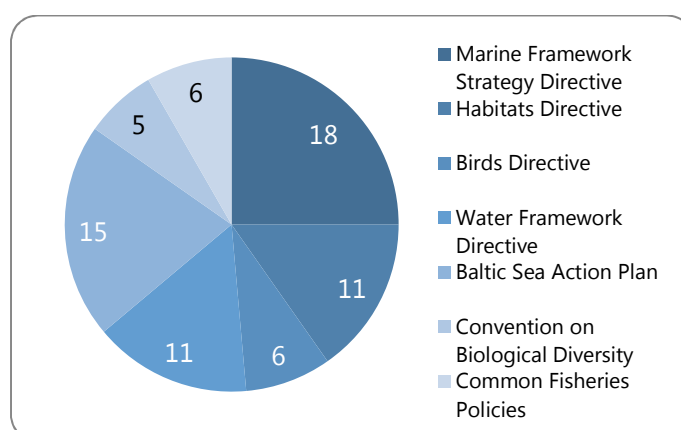 6
5
18
15
11
11
6
Marine Framework
Strategy Directive
Habitats Directive
Birds Directive
Water Framework
Directive
Baltic Sea Action Plan
Convention on
Biological Diversity
Common Fisheries
Policies